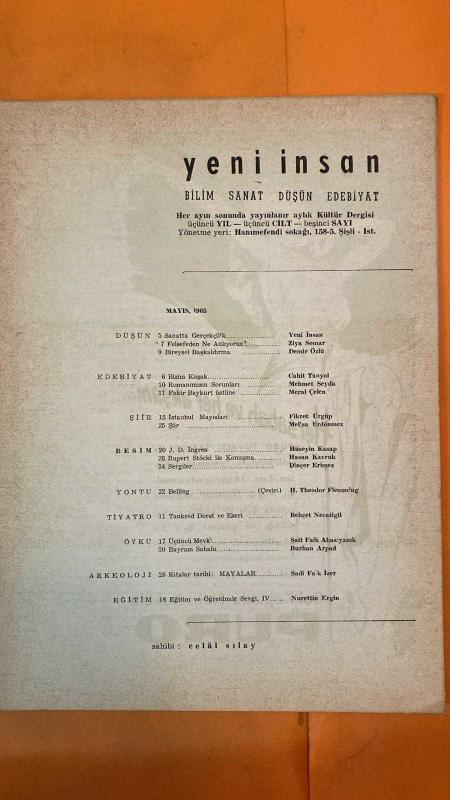 yeni insan
BİLİM SANAT DÜŞÜN EDEBİYAT
Her ayın sonunda yayınlanır aylık Kültür Dergisi
üçüncü YIL — üçüncü CİLT — beşinci SAYI
Yönetme yeri: Hanımefendi sokağı, 158-5. Şişli - İst.
MAYIS, 1965
DÜŞÜN 5 Sanatta Gerçekçilik Yeni İnsan
7 Felsefeden Ne Anlıyoruz? Ziya Somar
9 Bireysel Başkaldırma Demir Özlü
EDEBİYAT 6 Bizim Kuşak Cahit Tanyol
10 Romanımızın Sorunları Mehmet Seyda
11 Fakir Baykurt üstüne Meral Çelen
ŞİİR 15 İstanbul Mayısları Fikret Ürgüp
25 Şiir Melisa Erdönmez
RESİM 20 J. D. Ingres Hüseyin Kasap
26 Rupert Stöckl ile Konuşma Hasan Kavruk
34 Sergiler Dinçer Erimez
YONTU 22 Belling (Çeviri) H. Theodor Flemming
TİYATRO 11 Tankred Dorst ve Eseri Behçet Necatigil
ÖYKÜ 17 Üçüncü Mevki Sait Faik Abasıyanık
30 Bayram Sabahı Burhan Arpad
ARKEOLOJİ 28 Kıtalar tarihi: MAYALAR Sadi Faik İzer
EĞİTİM 18 Eğitim ve Öğrenimde Sevgi, IV Nurettin Ergin
sahibi : celâl sılay